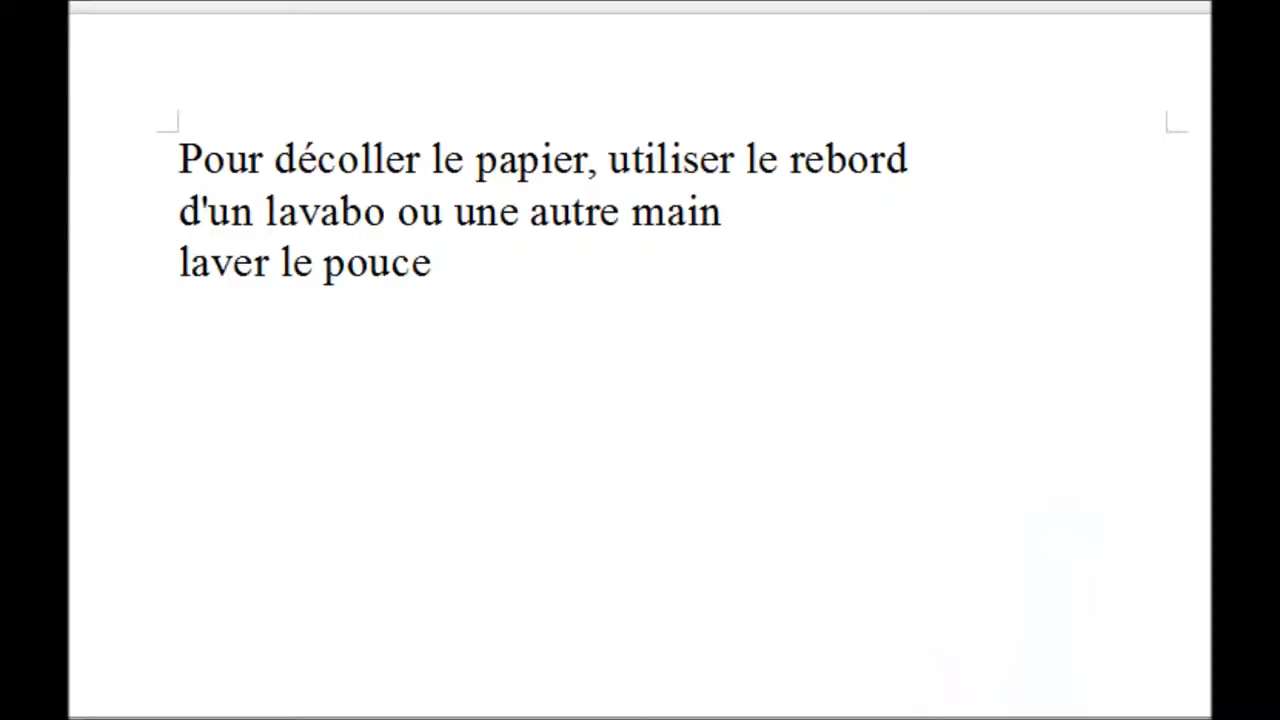 Pour décoller le papier, utiliser le rebord
d'un lavabo ou une autre main
laver le pouce